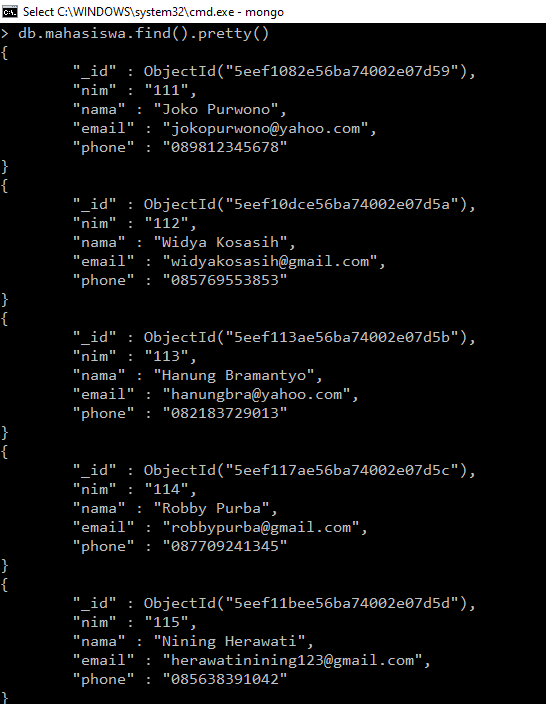 Select C:\WINDOWS\system32\cmd.exe - mongo
> db.mahasiswa.find().pretty()
{
"_id" : ObjectId("5eef1082e56ba74002e07d59"),
"nim" : "111",
"nama" : "Joko Purwono",
"email" : "jokopurwono@yahoo.com",
"phone" : "089812345678"
}
{
"_id" : ObjectId("5eef10dce56ba74002e07d5a"),
"nim" : "112",
"nama" : "Widya Kosasih",
"email" : "widyakosasih@gmail.com",
"phone" : "085769553853"
}
{
"_id" : ObjectId("5eef113ae56ba74002e07d5b"),
"nim" : "113",
"nama" : "Hanung Bramantyo",
"email" : "hanungbra@yahoo.com",
"phone" : "082183729013"
}
{
"_id" : ObjectId("5eef117ae56ba74002e07d5c"),
"nim" : "114",
"nama" : "Robby Purba",
"email" : "robbypurba@gmail.com",
"phone" : "087709241345"
}
{
"_id" : ObjectId("5eef11bee56ba74002e07d5d"),
"nim" : "115",
"nama" : "Nining Herawati",
"email" : "herawatinining123@gmail.com",
"phone" : "085638391042"
}